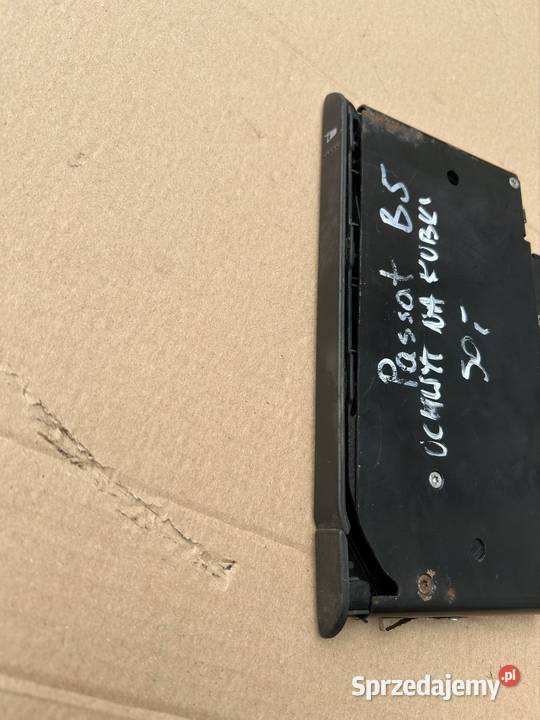 Passat B5
UCHWYT NA KUBKI
50,-
Sprzedajemy.pl